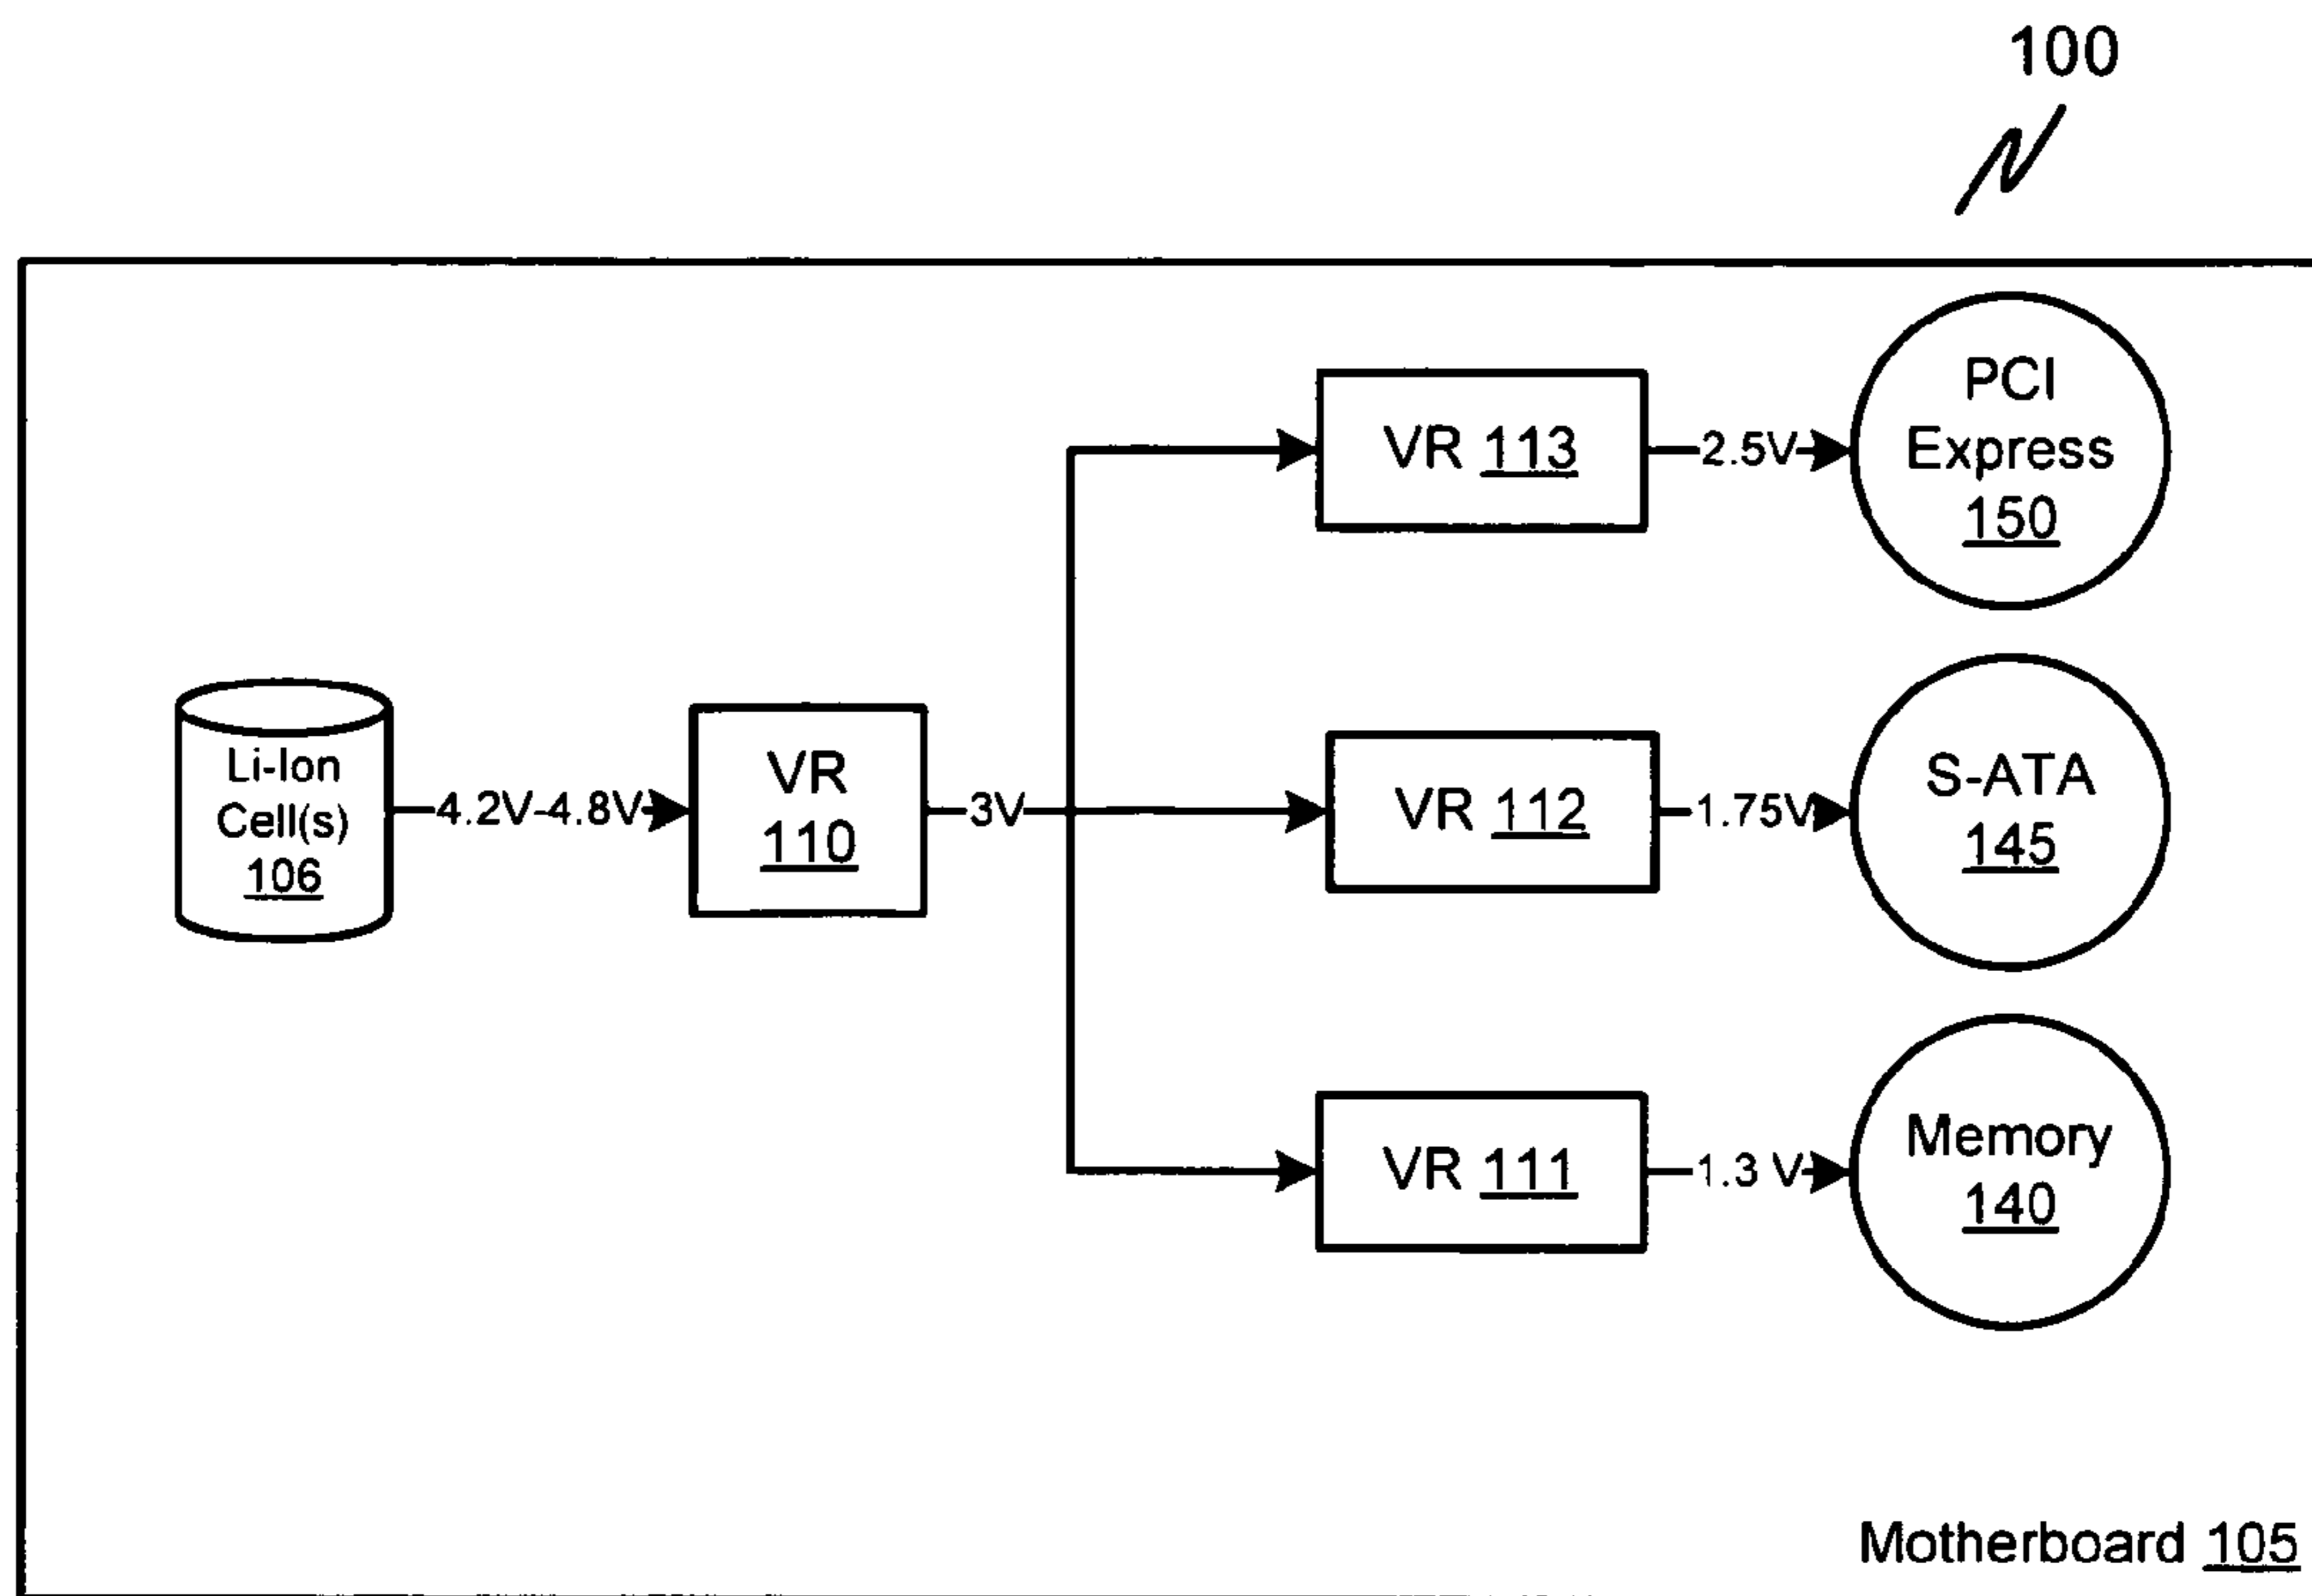 100
PCI
Express
150
VR 113
2.5V
Li-Ion
Cell(s)
106
4.2V-4.8V
VR
110
3V
VR 112
1.75V
S-ATA
145
VR 111
1.3 V
Memory
140
Motherboard 105